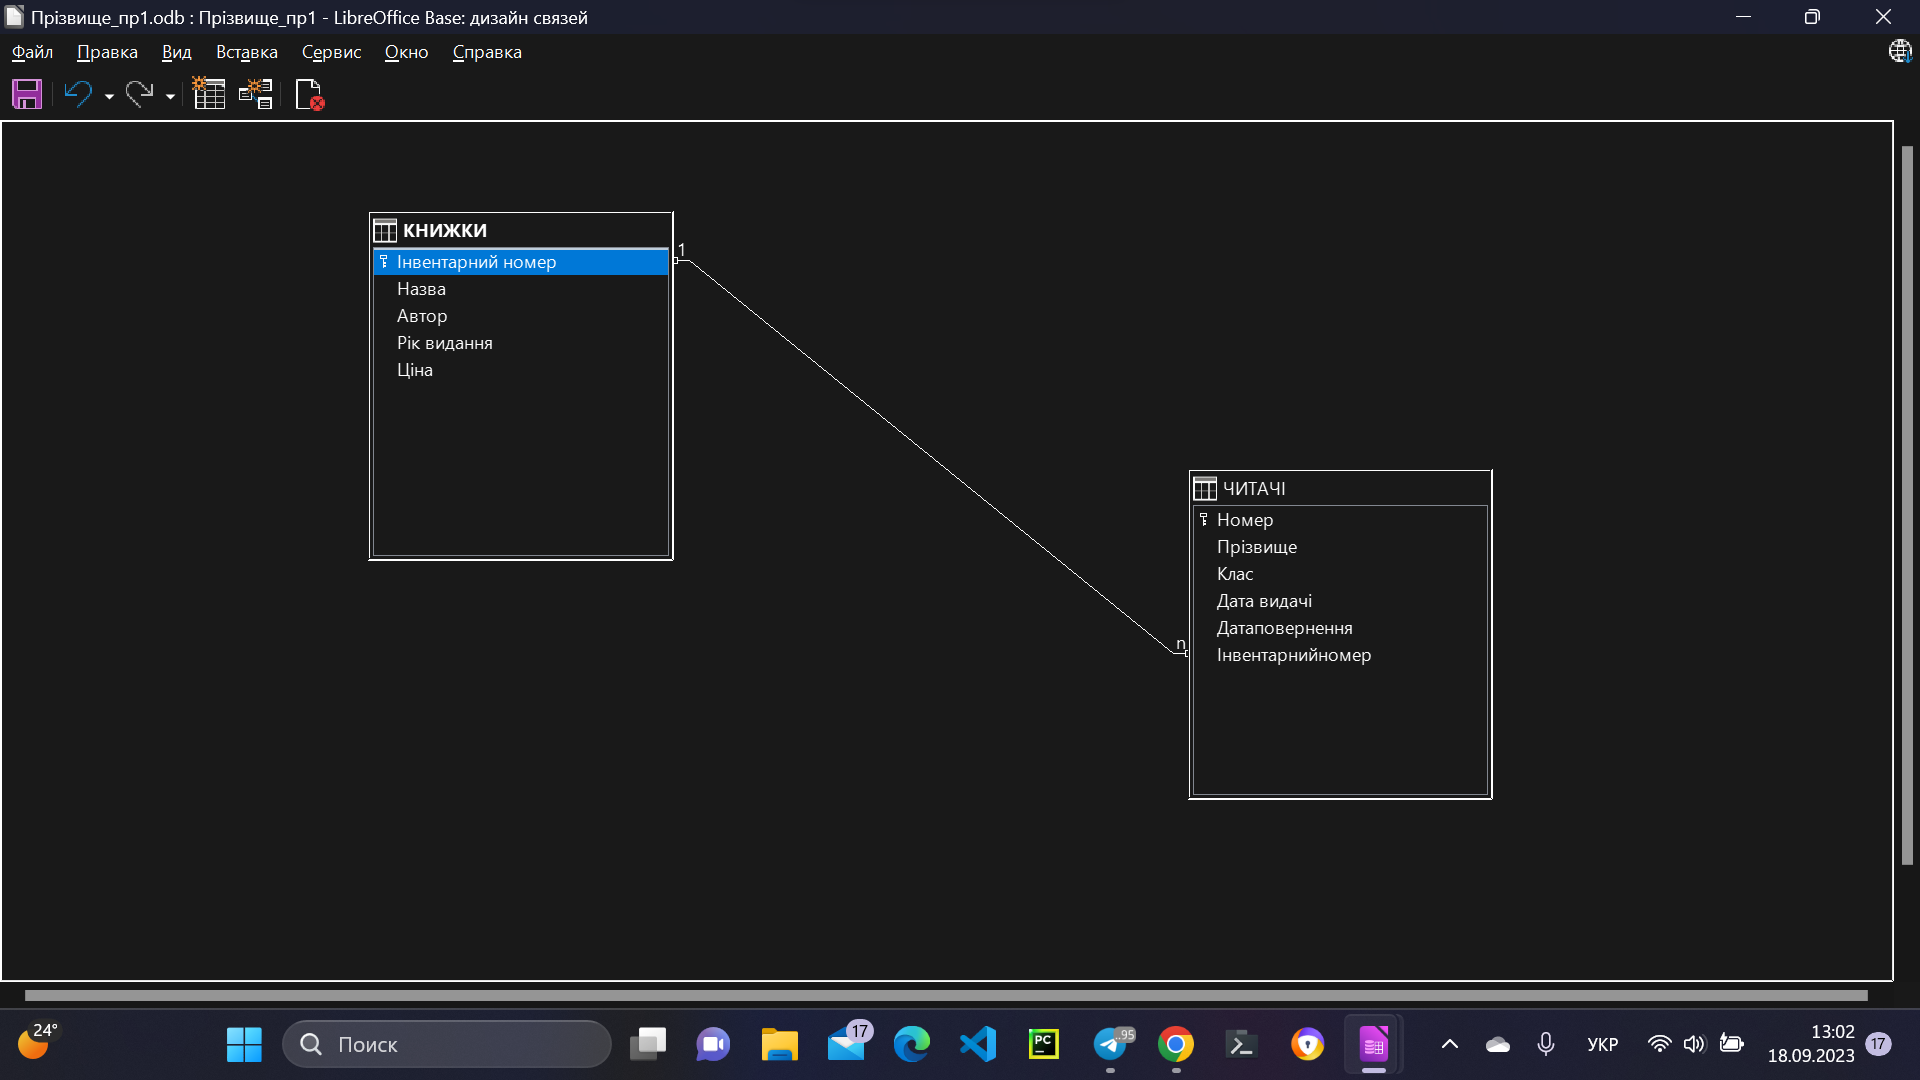 Прізвище_пр1.odb : Прізвище_пр1 - LibreOffice Base: дизайн связей
Файл Правка Вид Вставка Сервис Окно Справка
КНИЖКИ
Інвентарний номер
Назва
Автор
Рік видання
Ціна
1
n
ЧИТАЧІ
Номер
Прізвище
Клас
Дата видачі
Датаповернення
Інвентарнийномер
24°
Поиск
17
PC
..95
УКР
13:02
18.09.2023
17